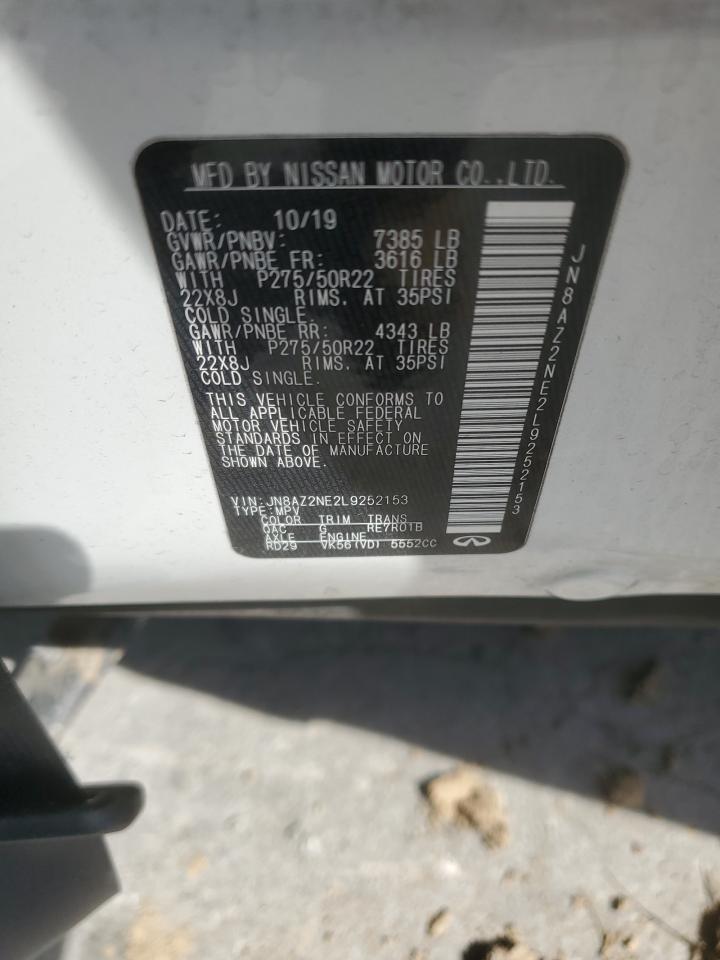 MFD BY NISSAN MOTOR CO.,LTD.
DATE: 10/19
GVWR/PNBV: 7385 LB
GAWR/PNBE FR: 3616 LB
WITH P275/50R22 TIRES
22X8J RIMS. AT 35PSI
COLD SINGLE.
GAWR/PNBE RR: 4343 LB
WITH P275/50R22 TIRES
22X8J RIMS. AT 35PSI
COLD SINGLE.
THIS VEHICLE CONFORMS TO
ALL APPLICABLE FEDERAL
MOTOR VEHICLE SAFETY
STANDARDS IN EFFECT ON
THE DATE OF MANUFACTURE
SHOWN ABOVE.
VIN:JN8AZ2NE2L9252153
TYPE:MPV
COLOR TRIM TRANS
QAC G RE7R01B
AXLE ENGINE
RD29 VK56(VD) 5552CC
JN8AZ2NE2L9252153